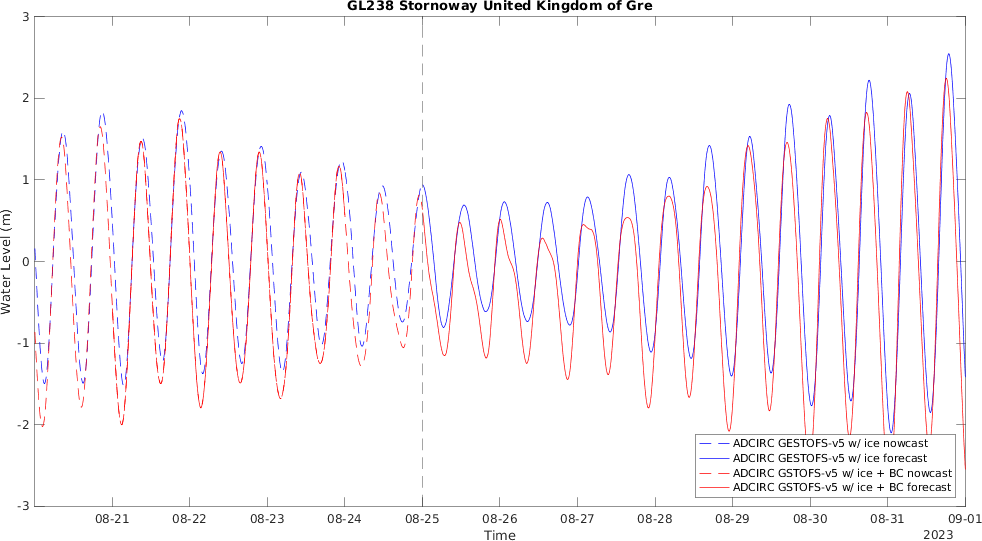 GL238 Stornoway United Kingdom of Gre
3
2
1
0
-1
-2
-3
Water Level (m)
ADCIRC GESTOFS-v5 w/ ice nowcast
ADCIRC GESTOFS-v5 w/ ice forecast
ADCIRC GSTOFS-v5 w/ ice + BC nowcast
ADCIRC GSTOFS-v5 w/ ice + BC forecast
08-21 08-22 08-23 08-24 08-25 08-26 08-27 08-28 08-29 08-30 08-31 09-01
Time
2023